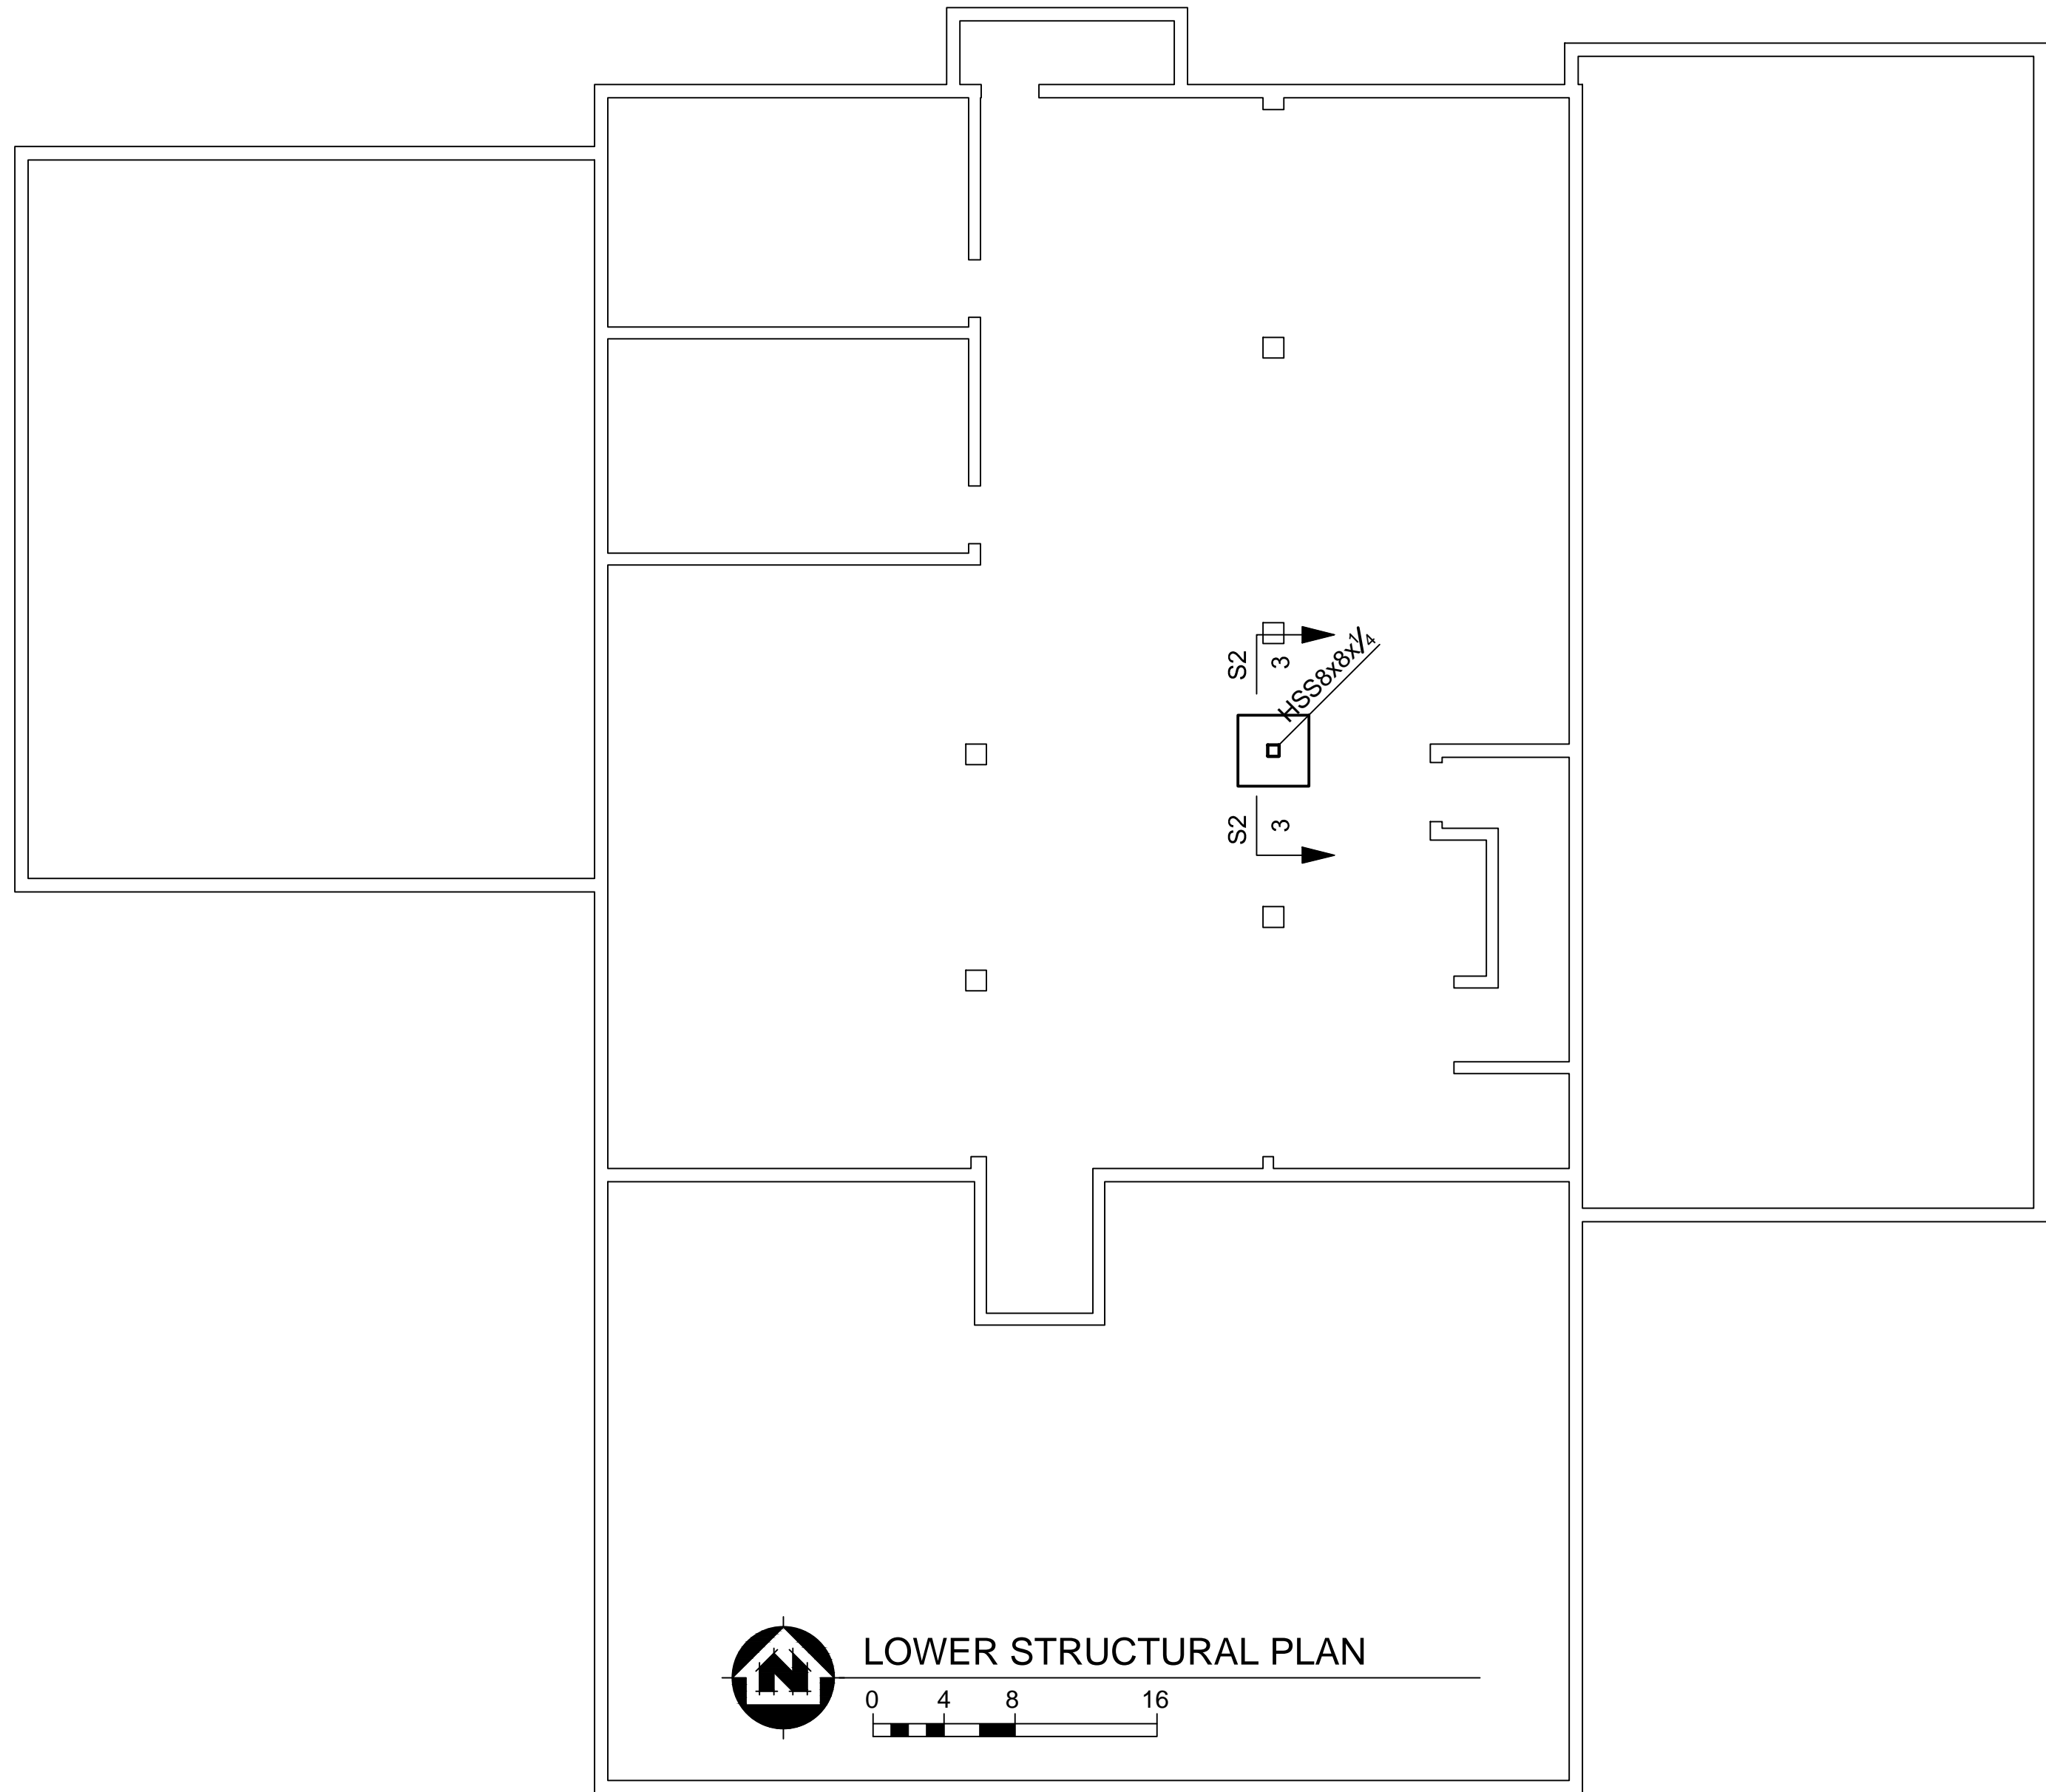 S2
3
HSS8x8x1/4
S2
3
N
LOWER STRUCTURAL PLAN
0 4 8 16